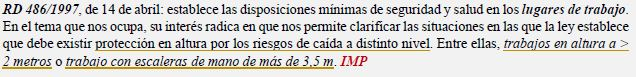 RD 486/1997, de 14 de abril: establece las disposiciones mínimas de seguridad y salud en los lugares de trabajo.
En el tema que nos ocupa, su interés radica en que nos permite clarificar las situaciones en las que la ley establece
que debe existir protección en altura por los riesgos de caída a distinto nivel. Entre ellas, trabajos en altura a >
2 metros o trabajo con escaleras de mano de más de 3,5 m. IMP